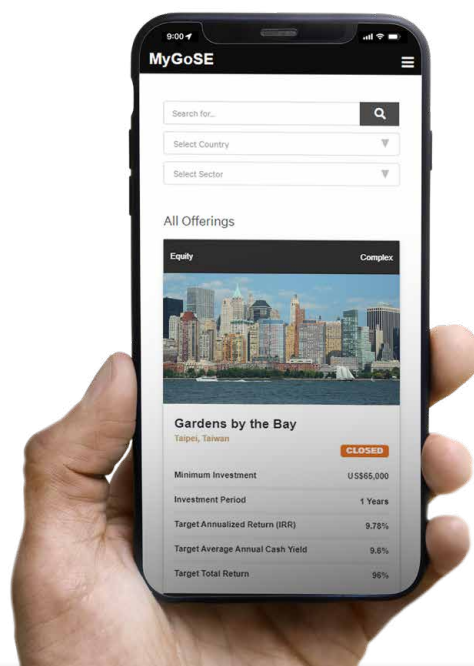 9:00
MyGoSE
Search for...
Select Country
Select Sector
All Offerings
Equity Complex
Gardens by the Bay
Taipei, Taiwan
CLOSED
Minimum Investment US$65,000
Investment Period 1 Years
Target Annualized Return (IRR) 9.78%
Target Average Annual Cash Yield 9.6%
Target Total Return 96%